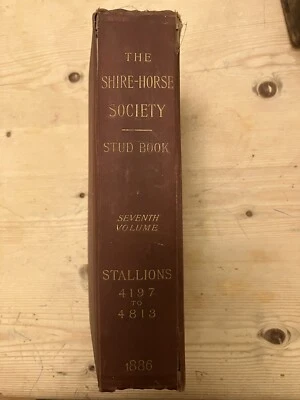 THE
SHIRE-HORSE
SOCIETY
STUD BOOK
SEVENTH
VOLUME
STALLIONS
4197
TO
4813
1886